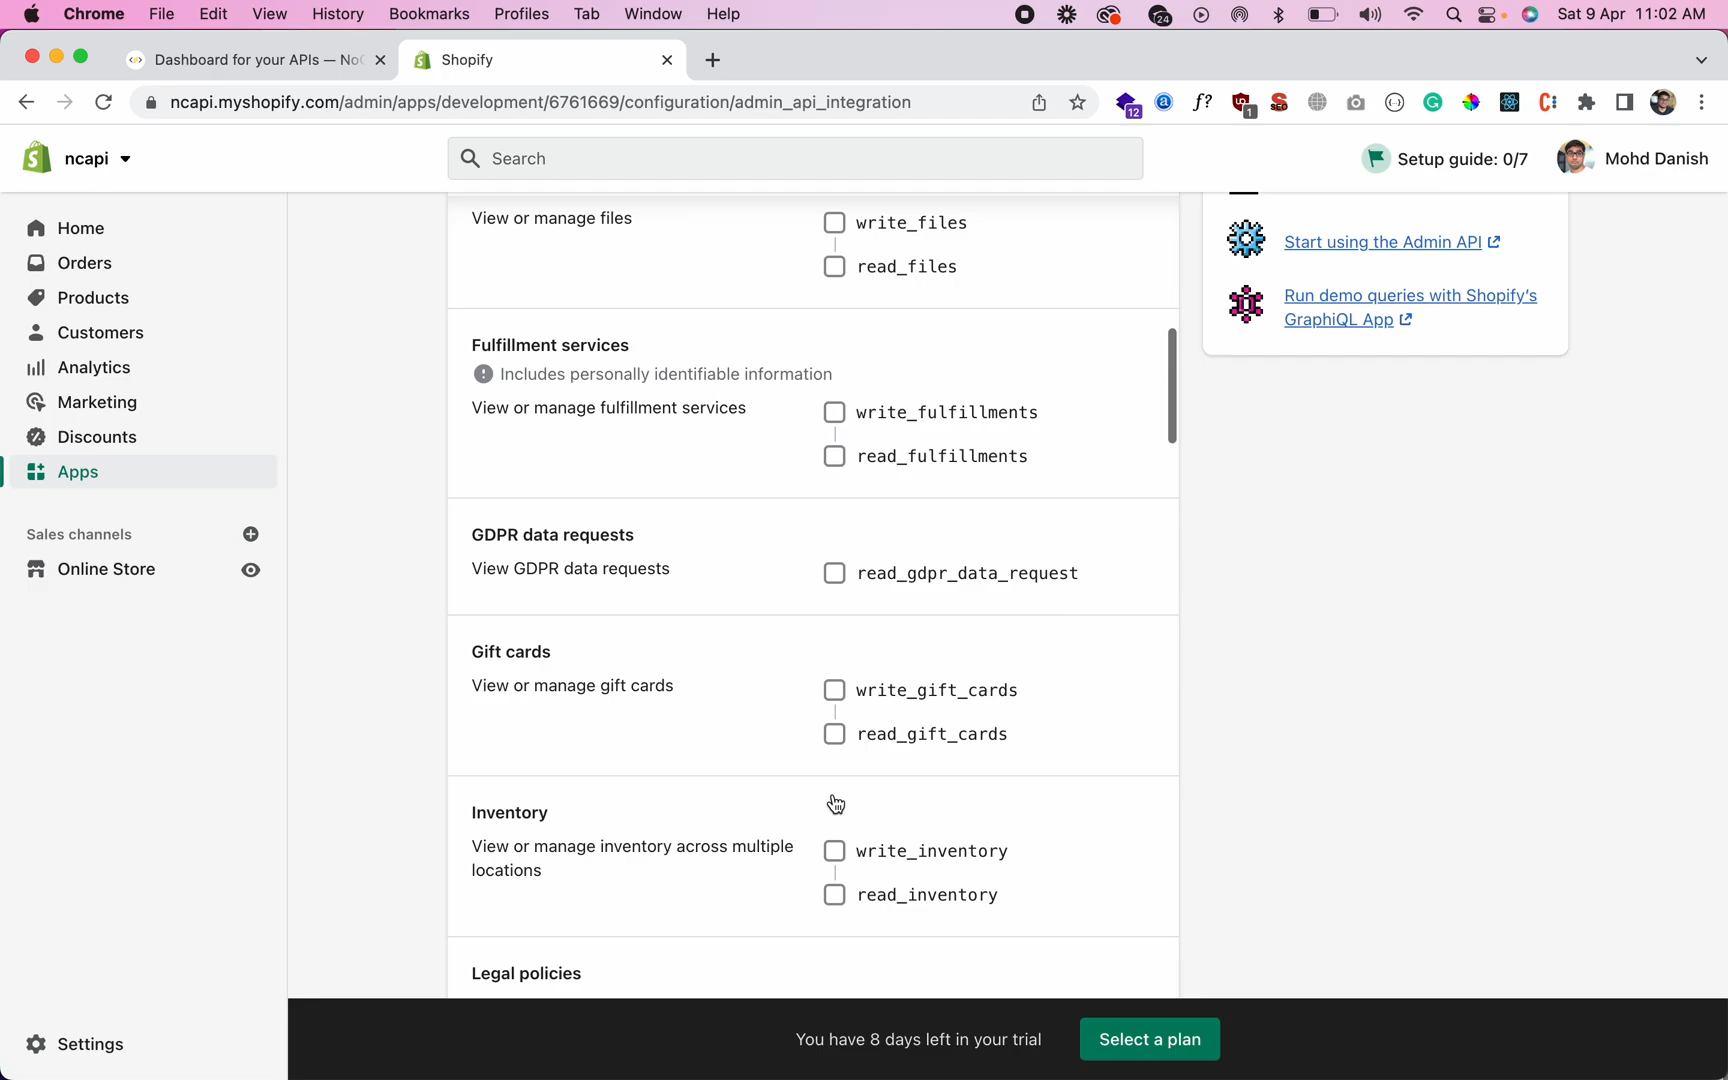 Chrome File Edit View History Bookmarks Profiles Tab Window Help 24 Sat 9 Apr 11:02 AM
Dashboard for your APIs — No Shopify
ncapi.myshopify.com/admin/apps/development/6761669/configuration/admin_api_integration 12 a f? 1 SEO
ncapi Search Setup guide: 0/7 Mohd Danish
Home
Orders
Products
Customers
Analytics
Marketing
Discounts
Apps
Sales channels
Online Store
Settings
View or manage files write_files
read_files
Fulfillment services
Includes personally identifiable information
View or manage fulfillment services write_fulfillments
read_fulfillments
GDPR data requests
View GDPR data requests read_gdpr_data_request
Gift cards
View or manage gift cards write_gift_cards
read_gift_cards
Inventory
View or manage inventory across multiple write_inventory
locations
read_inventory
Legal policies
Start using the Admin API
Run demo queries with Shopify's
GraphiQL App
You have 8 days left in your trial Select a plan